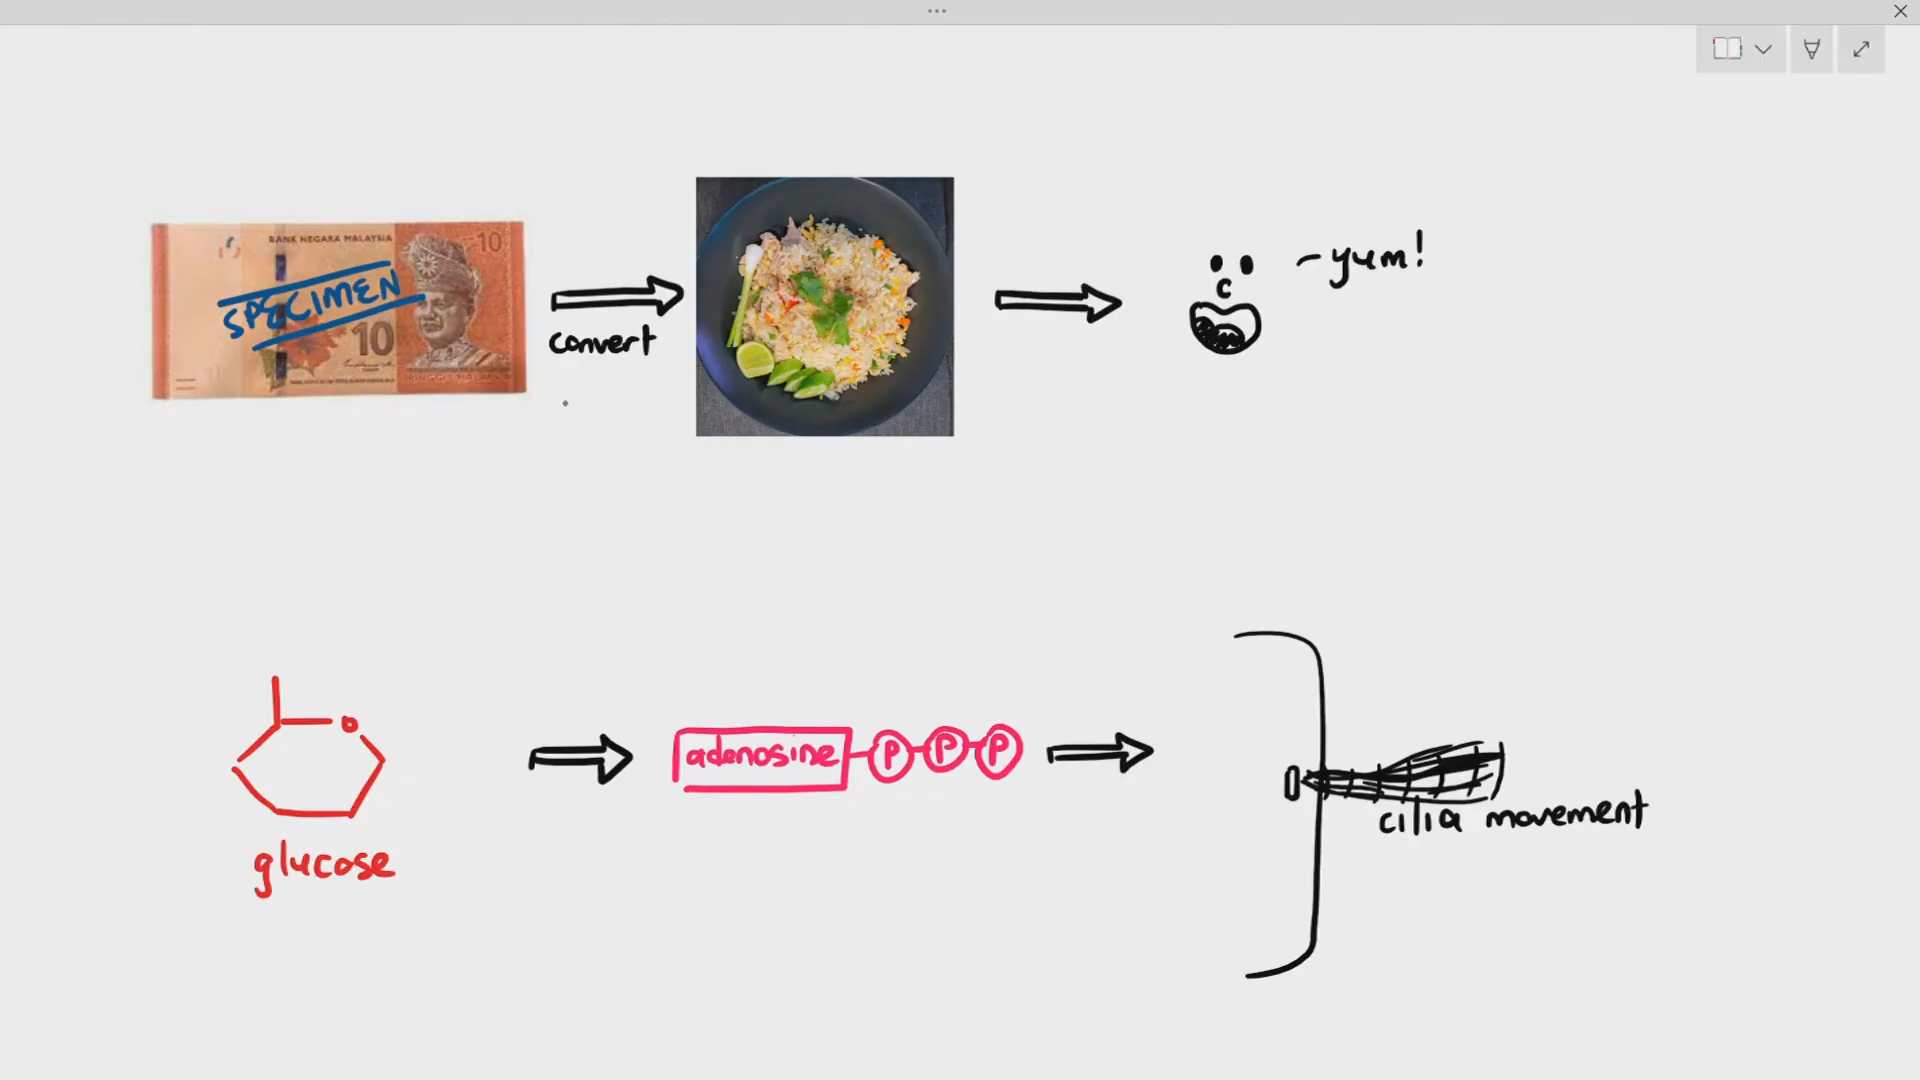 BANK NEGARA MALAYSIA
10
SPECIMEN
10
convert
c
- yum!
o
glucose
adenosine
P
P
P
cilia movement